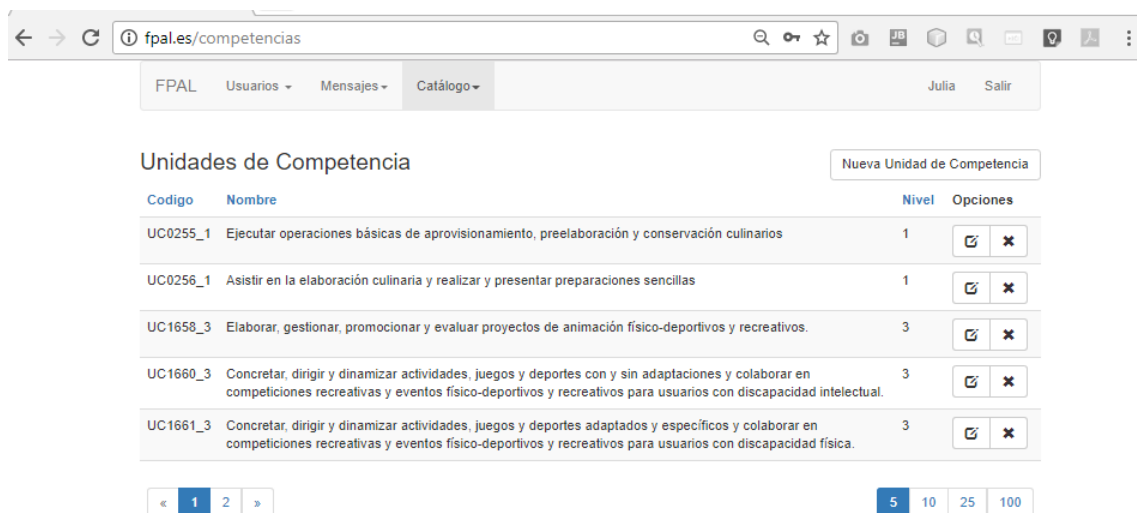 fpal.es/competencias
FPAL Usuarios Mensajes Catálogo Julia Salir
Unidades de Competencia Nueva Unidad de Competencia
Codigo Nombre Nivel Opciones
UC0255_1 Ejecutar operaciones básicas de aprovisionamiento, preelaboración y conservación culinarios 1
UC0256_1 Asistir en la elaboración culinaria y realizar y presentar preparaciones sencillas 1
UC1658_3 Elaborar, gestionar, promocionar y evaluar proyectos de animación físico-deportivos y recreativos. 3
UC1660_3 Concretar, dirigir y dinamizar actividades, juegos y deportes con y sin adaptaciones y colaborar en 3
competiciones recreativas y eventos físico-deportivos y recreativos para usuarios con discapacidad intelectual.
UC1661_3 Concretar, dirigir y dinamizar actividades, juegos y deportes adaptados y específicos y colaborar en 3
competiciones recreativas y eventos físico-deportivos y recreativos para usuarios con discapacidad física.
« 1 2 » 5 10 25 100